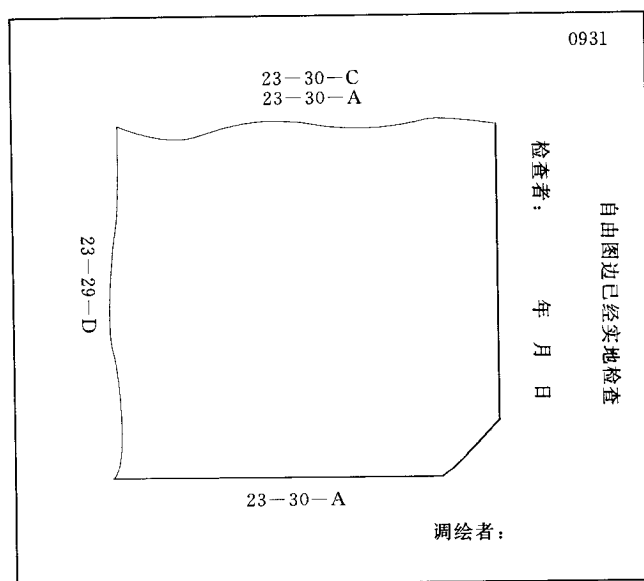 0931
23—30—C
23—30—A
自由图边已经实地检查
检查者： 年 月 日
23—29—D
23—30—A
调绘者：